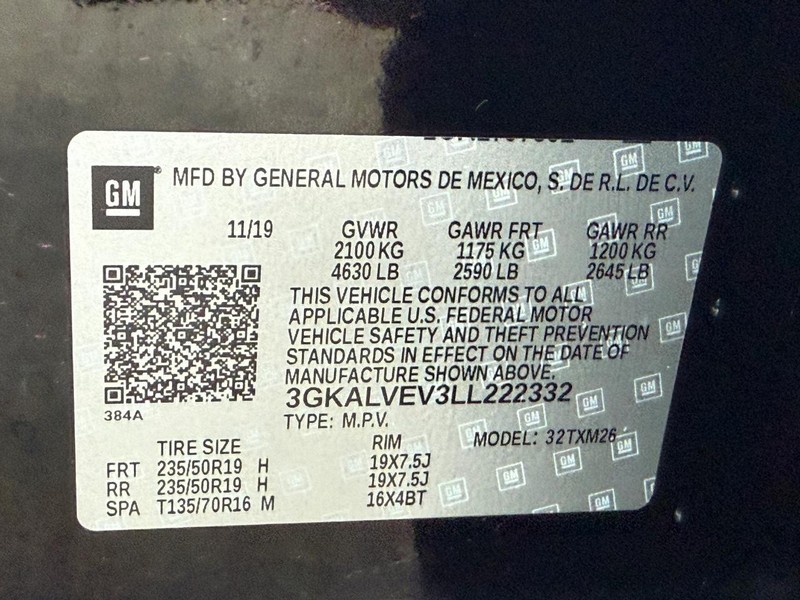 GM
MFD BY GENERAL MOTORS DE MEXICO, S. DE R.L. DE C.V.
11/19 GVWR GAWR FRT GAWR RR
2100 KG 1175 KG 1200 KG
4630 LB 2590 LB 2645 LB
THIS VEHICLE CONFORMS TO ALL
APPLICABLE U.S. FEDERAL MOTOR
VEHICLE SAFETY AND THEFT PREVENTION
STANDARDS IN EFFECT ON THE DATE OF
MANUFACTURE SHOWN ABOVE.
3GKALVEV3LL222332
384A
TYPE: M.P.V.
TIRE SIZE RIM MODEL: 32TXM26
FRT 235/50R19 H 19X7.5J
RR 235/50R19 H 19X7.5J
SPA T135/70R16 M 16X4BT